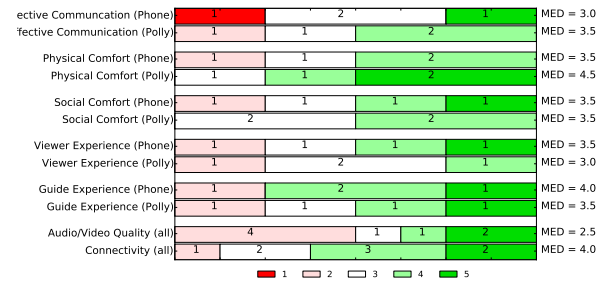 ective Communcation (Phone) 1 2 1 MED = 3.0
ffective Communication (Polly) 1 1 2 MED = 3.5
Physical Comfort (Phone) 1 1 2 MED = 3.5
Physical Comfort (Polly) 1 1 2 MED = 4.5
Social Comfort (Phone) 1 1 1 1 MED = 3.5
Social Comfort (Polly) 2 2 MED = 3.5
Viewer Experience (Phone) 1 1 1 1 MED = 3.5
Viewer Experience (Polly) 1 2 1 MED = 3.0
Guide Experience (Phone) 1 2 1 MED = 4.0
Guide Experience (Polly) 1 1 1 1 MED = 3.5
Audio/Video Quality (all) 4 1 1 2 MED = 2.5
Connectivity (all) 1 2 3 2 MED = 4.0
1 2 3 4 5